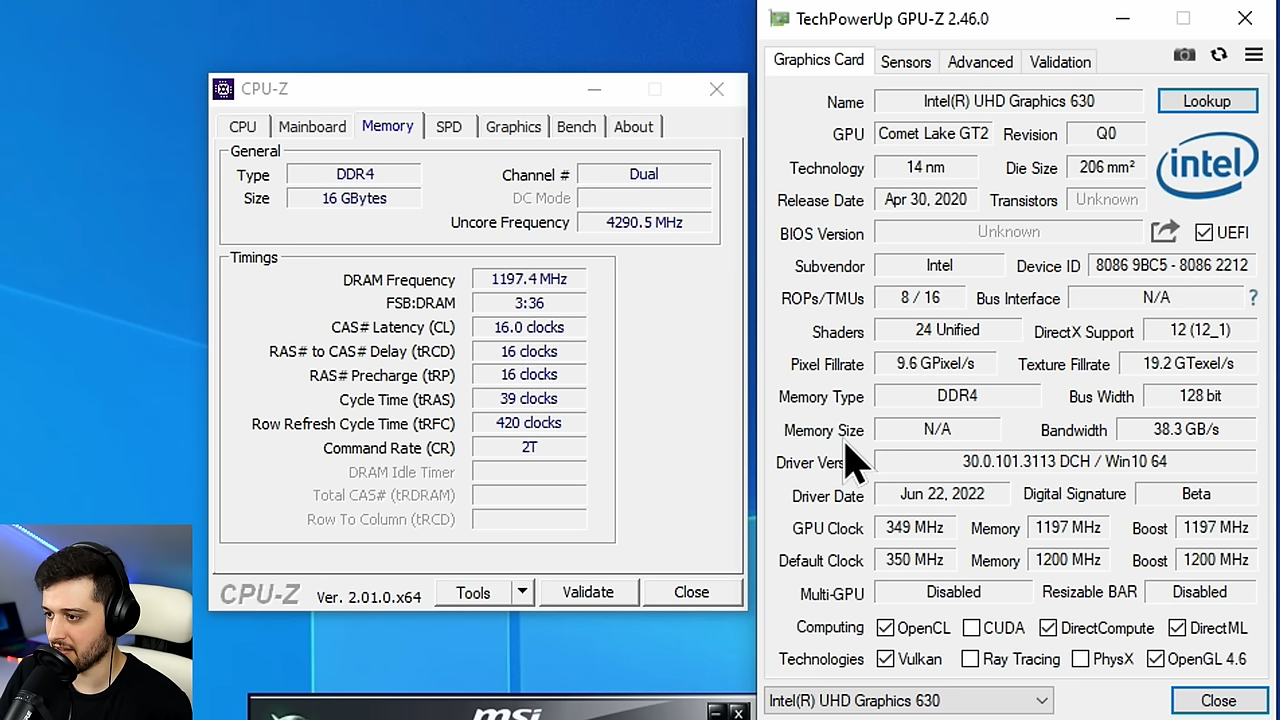 CPU-Z
CPU Mainboard Memory SPD Graphics Bench About
General
Type DDR4 Channel # Dual
Size 16 GBytes DC Mode
Uncore Frequency 4290.5 MHz
Timings
DRAM Frequency 1197.4 MHz
FSB:DRAM 3:36
CAS# Latency (CL) 16.0 clocks
RAS# to CAS# Delay (tRCD) 16 clocks
RAS# Precharge (tRP) 16 clocks
Cycle Time (tRAS) 39 clocks
Row Refresh Cycle Time (tRFC) 420 clocks
Command Rate (CR) 2T
DRAM Idle Timer
Total CAS# (tRDRAM)
Row To Column (tRCD)
CPU-Z Ver. 2.01.0.x64 Tools Validate Close
msi
TechPowerUp GPU-Z 2.46.0
Graphics Card Sensors Advanced Validation
Name Intel(R) UHD Graphics 630 Lookup
GPU Comet Lake GT2 Revision Q0
intel
Technology 14 nm Die Size 206 mm²
Release Date Apr 30, 2020 Transistors Unknown
BIOS Version Unknown UEFI
Subvendor Intel Device ID 8086 9BC5 - 8086 2212
ROPs/TMUs 8 / 16 Bus Interface N/A ?
Shaders 24 Unified DirectX Support 12 (12_1)
Pixel Fillrate 9.6 GPixel/s Texture Fillrate 19.2 GTexel/s
Memory Type DDR4 Bus Width 128 bit
Memory Size N/A Bandwidth 38.3 GB/s
Driver Vers 30.0.101.3113 DCH / Win10 64
Driver Date Jun 22, 2022 Digital Signature Beta
GPU Clock 349 MHz Memory 1197 MHz Boost 1197 MHz
Default Clock 350 MHz Memory 1200 MHz Boost 1200 MHz
Multi-GPU Disabled Resizable BAR Disabled
Computing OpenCL CUDA DirectCompute DirectML
Technologies Vulkan Ray Tracing PhysX OpenGL 4.6
Intel(R) UHD Graphics 630 Close